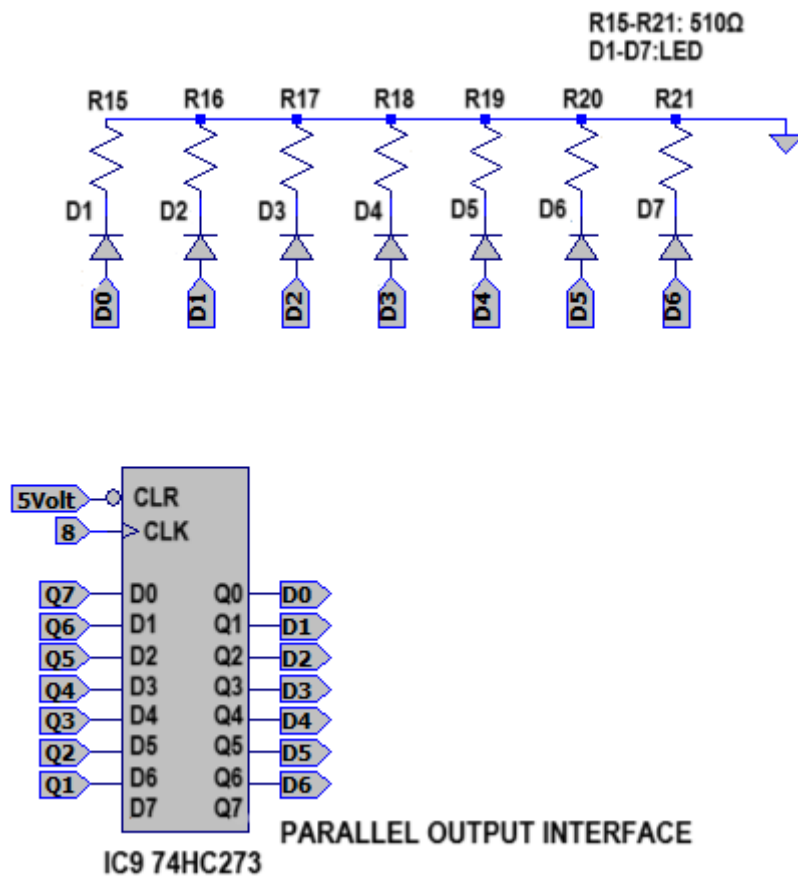 R15-R21: 510Ω
D1-D7:LED
R15 R16 R17 R18 R19 R20 R21
D1 D2 D3 D4 D5 D6 D7
D0 D1 D2 D3 D4 D5 D6
5Volt CLR
8 CLK
Q7 D0 Q0 D0
Q6 D1 Q1 D1
Q5 D2 Q2 D2
Q4 D3 Q3 D3
Q3 D4 Q4 D4
Q2 D5 Q5 D5
Q1 D6 Q6 D6
D7 Q7
PARALLEL OUTPUT INTERFACE
IC9 74HC273